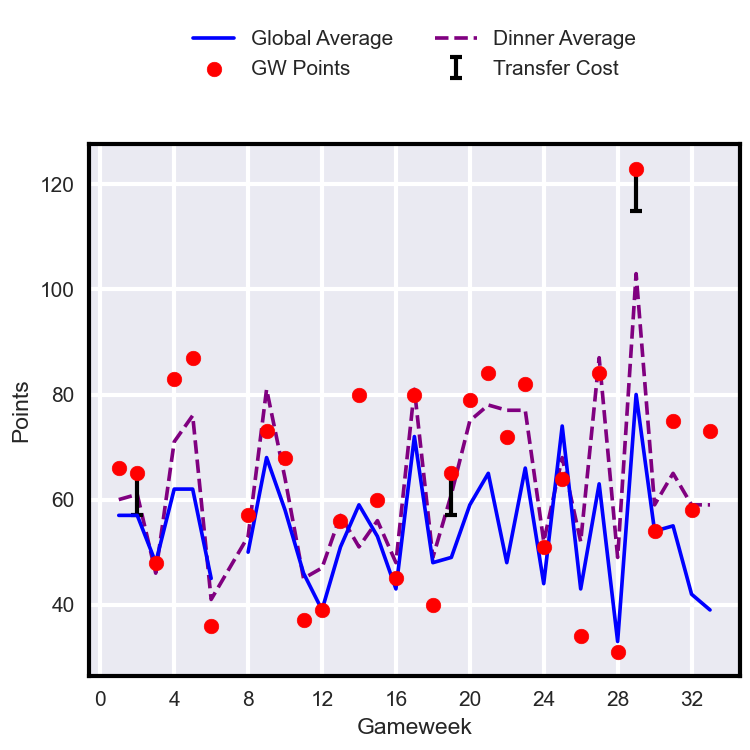 Global Average
Dinner Average
GW Points
Transfer Cost
120
100
80
60
40
Points
0 4 8 12 16 20 24 28 32
Gameweek